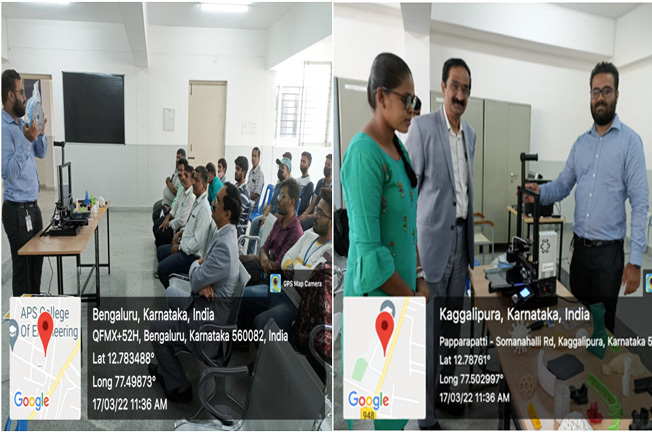 APS College
Of Engineering
Google
GPS Map Camera
Bengaluru, Karnataka, India
QFMX+52H, Bengaluru, Karnataka 560082, India
Lat 12.783488°
Long 77.49873°
17/03/22 11:36 AM
948
Google
Kaggalipura, Karnataka, India
Papparapatti - Somanahalli Rd, Kaggalipura, Karnataka 5
Lat 12.78761°
Long 77.502997°
17/03/22 11:36 AM